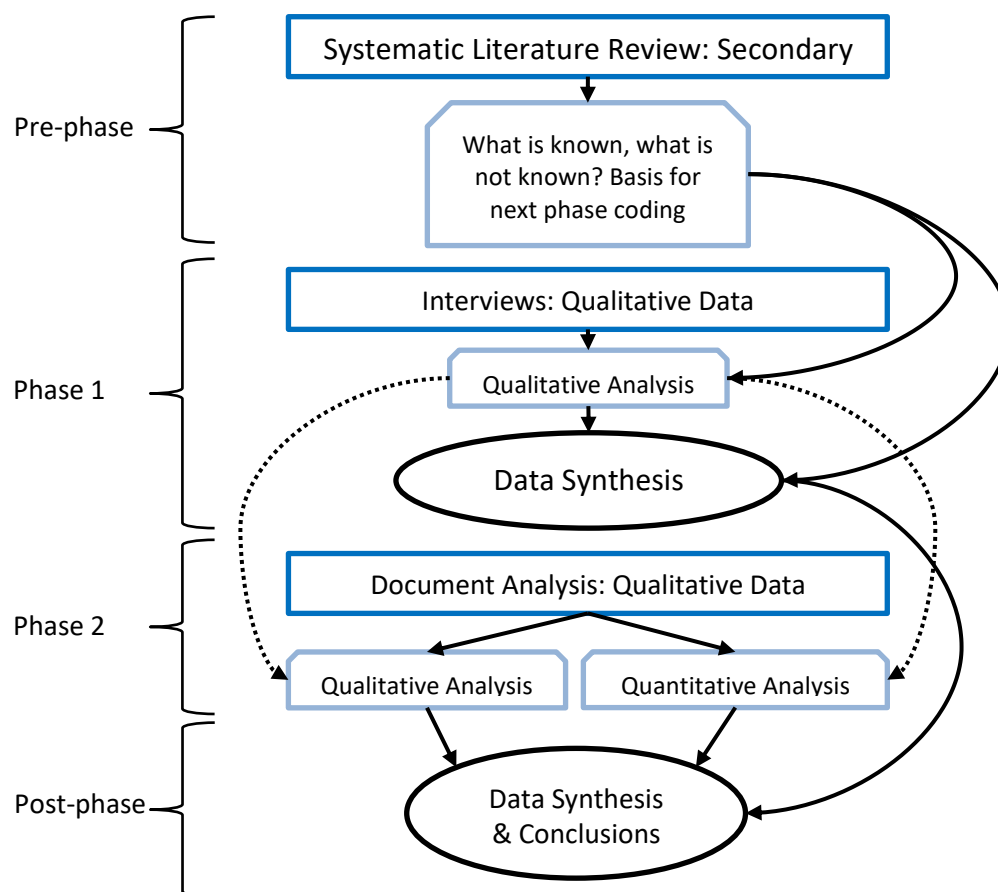 Systematic Literature Review: Secondary
Pre-phase
What is known, what is
not known? Basis for
next phase coding
Interviews: Qualitative Data
Phase 1
Qualitative Analysis
Data Synthesis
Document Analysis: Qualitative Data
Phase 2
Qualitative Analysis
Quantitative Analysis
Post-phase
Data Synthesis
& Conclusions